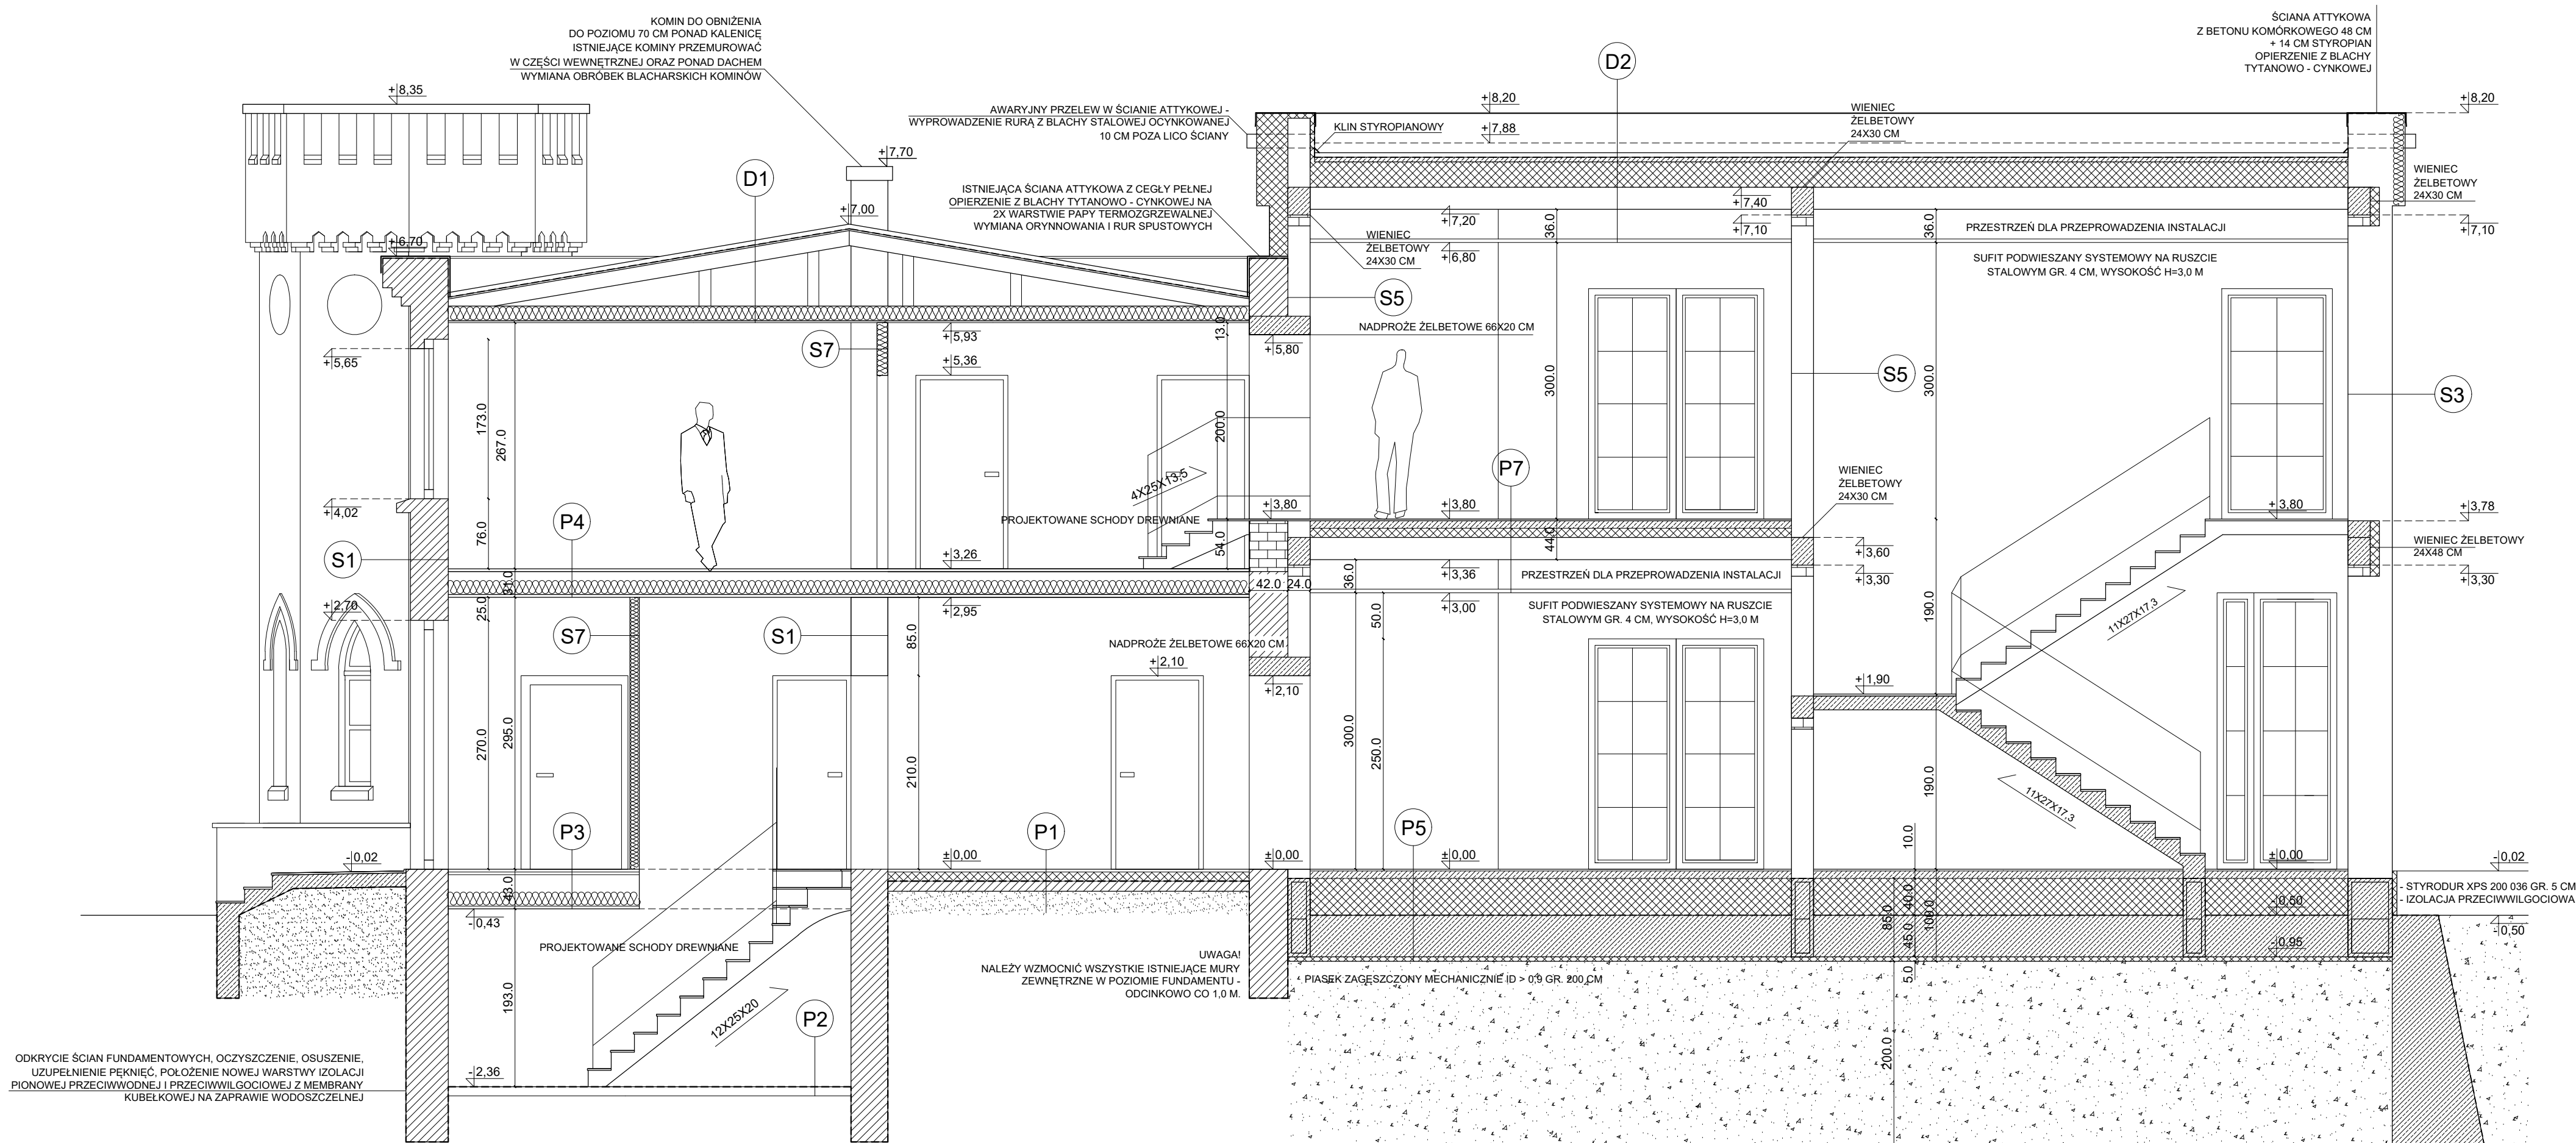 KOMIN DO OBNIŻENIA
DO POZIOMU 70 CM PONAD KALENICĘ
ISTNIEJĄCE KOMINY PRZEMUROWAĆ
W CZĘŚCI WEWNĘTRZNEJ ORAZ PONAD DACHEM
WYMIANA OBRÓBEK BLACHARSKICH KOMINÓW
ŚCIANA ATTYKOWA
Z BETONU KOMÓRKOWEGO 48 CM
+ 14 CM STYROPIAN
OPIERZENIE Z BLACHY
TYTANOWO - CYNKOWEJ
D2
+8,35
AWARYJNY PRZELEW W ŚCIANIE ATTYKOWEJ -
WYPROWADZENIE RURĄ Z BLACHY STALOWEJ OCYNKOWANEJ
10 CM POZA LICO ŚCIANY
KLIN STYROPIANOWY
+8,20
+7,88
WIENIEC
ŻELBETOWY
24X30 CM
+8,20
+7,70
D1
ISTNIEJĄCA ŚCIANA ATTYKOWA Z CEGŁY PEŁNEJ
OPIERZENIE Z BLACHY TYTANOWO - CYNKOWEJ NA
2X WARSTWIE PAPY TERMOZGRZEWALNEJ
WYMIANA ORYNNOWANIA I RUR SPUSTOWYCH
WIENIEC
ŻELBETOWY
24X30 CM
+7,00
+7,40
+7,20
+7,10
36.0
36.0
PRZESTRZEŃ DLA PRZEPROWADZENIA INSTALACJI
+7,10
+6,70
WIENIEC
ŻELBETOWY
24X30 CM
+6,80
SUFIT PODWIESZANY SYSTEMOWY NA RUSZCIE
STALOWYM GR. 4 CM, WYSOKOŚĆ H=3,0 M
S5
NADPROŻE ŻELBETOWE 66X20 CM
13.0
+5,93
S7
+5,80
+5,65
+5,36
S5
300.0
300.0
S3
173.0
267.0
200.0
4X25X13,5
P7
WIENIEC
ŻELBETOWY
24X30 CM
+4,02
P4
PROJEKTOWANE SCHODY DREWNIANE
+3,80
+3,80
+3,80
+3,78
76.0
S1
54.0
44.0
+3,60
WIENIEC ŻELBETOWY
24X48 CM
+3,26
+3,36
PRZESTRZEŃ DLA PRZEPROWADZENIA INSTALACJI
+3,30
+3,30
31.0
42.0
24.0
36.0
+2,70
25.0
+2,95
+3,00
SUFIT PODWIESZANY SYSTEMOWY NA RUSZCIE
STALOWYM GR. 4 CM, WYSOKOŚĆ H=3,0 M
50.0
190.0
11X27X17,3
S7
S1
85.0
NADPROŻE ŻELBETOWE 66X20 CM
+2,10
+2,10
+1,90
270.0
295.0
210.0
300.0
250.0
190.0
11X27X17,3
P3
P1
P5
100.0
-0,02
±0,00
±0,00
±0,00
±0,00
-0,02
43.0
40.0
- STYRODUR XPS 200 036 GR. 5 CM
- IZOLACJA PRZECIWWILGOCIOWA
-0,50
-0,50
-0,43
85.0
45.0
100.0
-0,95
PROJEKTOWANE SCHODY DREWNIANE
UWAGA!
NALEŻY WZMOCNIĆ WSZYSTKIE ISTNIEJĄCE MURY
ZEWNĘTRZNE W POZIOMIE FUNDAMENTU -
ODCINKOWO CO 1,0 M.
PIASEK ZAGĘSZCZONY MECHANICZNIE ID > 0,9 GR. 200 CM
5.0
193.0
12X25X20
P2
200.0
-2,36
ODKRYCIE ŚCIAN FUNDAMENTOWYCH, OCZYSZCZENIE, OSUSZENIE,
UZUPEŁNIENIE PĘKNIĘĆ, POŁOŻENIE NOWEJ WARSTWY IZOLACJI
PIONOWEJ PRZECIWWODNEJ I PRZECIWWILGOCIOWEJ Z MEMBRANY
KUBEŁKOWEJ NA ZAPRAWIE WODOSZCZELNEJ